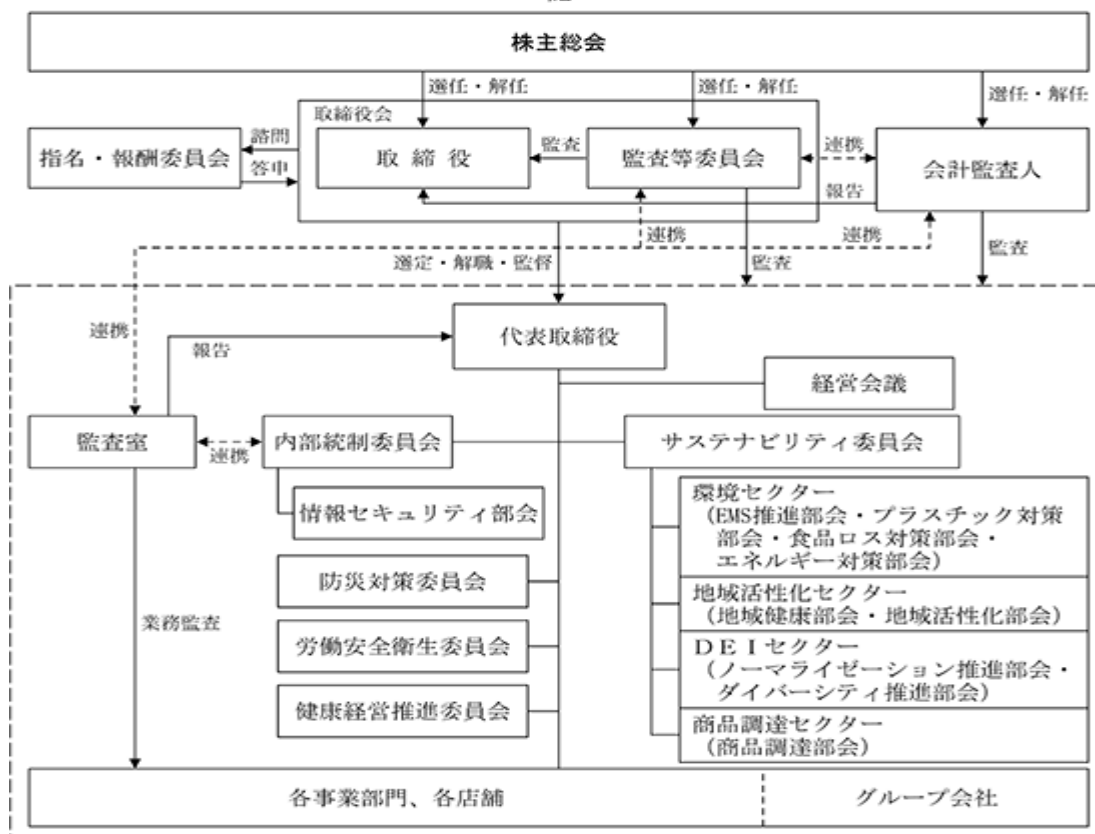 株主総会
選任・解任
選任・解任
選任・解任
取締役会
指名・報酬委員会
諮問
答申
取締役
監査
監査等委員会
連携
会計監査人
報告
連携
連携
選定・解職・監督
監査
監査
連携
報告
代表取締役
経営会議
監査室
連携
内部統制委員会
サステナビリティ委員会
情報セキュリティ部会
防災対策委員会
労働安全衛生委員会
健康経営推進委員会
環境セクター
（EMS推進部会・プラスチック対策
部会・食品ロス対策部会・
エネルギー対策部会）
地域活性化セクター
（地域健康部会・地域活性化部会）
ＤＥＩセクター
（ノーマライゼーション推進部会・
ダイバーシティ推進部会）
商品調達セクター
（商品調達部会）
業務監査
各事業部門、各店舗
グループ会社